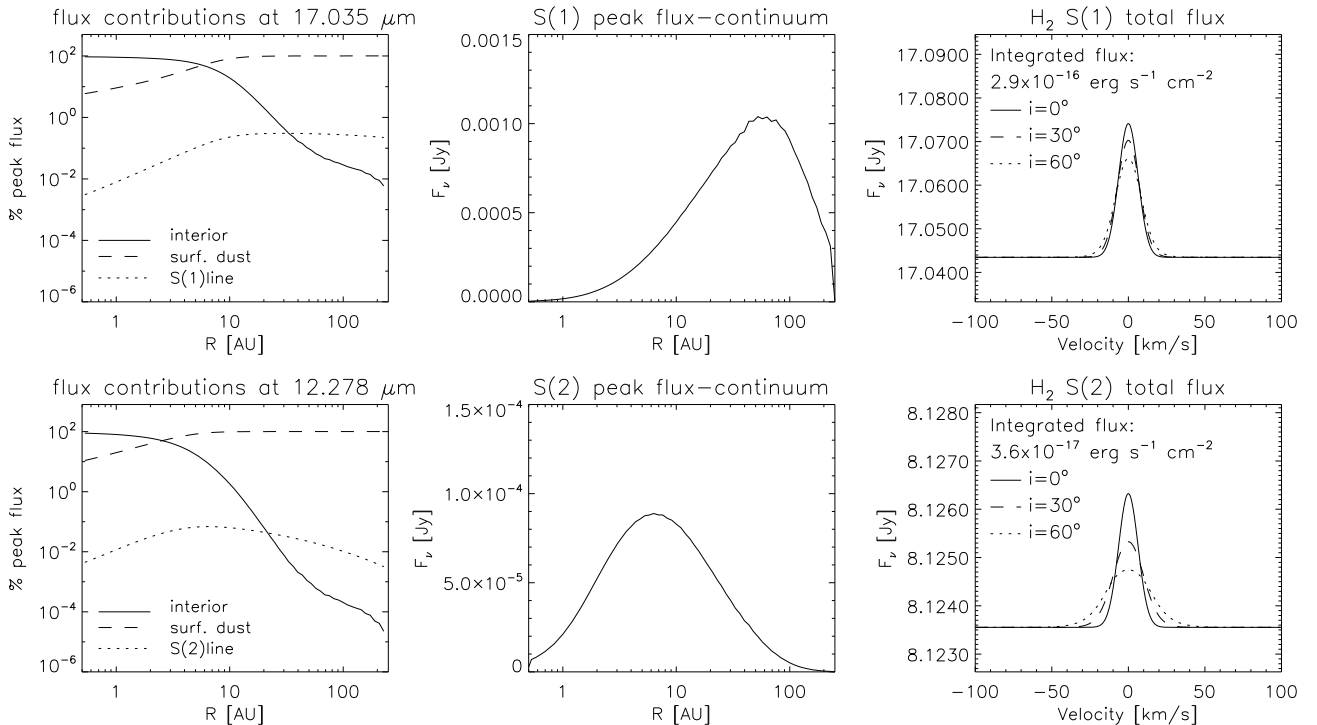 flux contributions at 17.035 μm
% peak flux
10²
10⁰
10⁻²
10⁻⁴
10⁻⁶
interior
surf. dust
S(1)line
1 10 100
R [AU]
S(1) peak flux−continuum
F_ν [Jy]
0.0015
0.0010
0.0005
0.0000
1 10 100
R [AU]
H₂ S(1) total flux
F_ν [Jy]
17.0900
17.0800
17.0700
17.0600
17.0500
17.0400
Integrated flux:
2.9×10⁻¹⁶ erg s⁻¹ cm⁻²
i=0°
i=30°
i=60°
−100 −50 0 50 100
Velocity [km/s]
flux contributions at 12.278 μm
% peak flux
10²
10⁰
10⁻²
10⁻⁴
10⁻⁶
interior
surf. dust
S(2)line
1 10 100
R [AU]
S(2) peak flux−continuum
F_ν [Jy]
1.5×10⁻⁴
1.0×10⁻⁴
5.0×10⁻⁵
0
1 10 100
R [AU]
H₂ S(2) total flux
F_ν [Jy]
8.1280
8.1270
8.1260
8.1250
8.1240
8.1230
Integrated flux:
3.6×10⁻¹⁷ erg s⁻¹ cm⁻²
i=0°
i=30°
i=60°
−100 −50 0 50 100
Velocity [km/s]